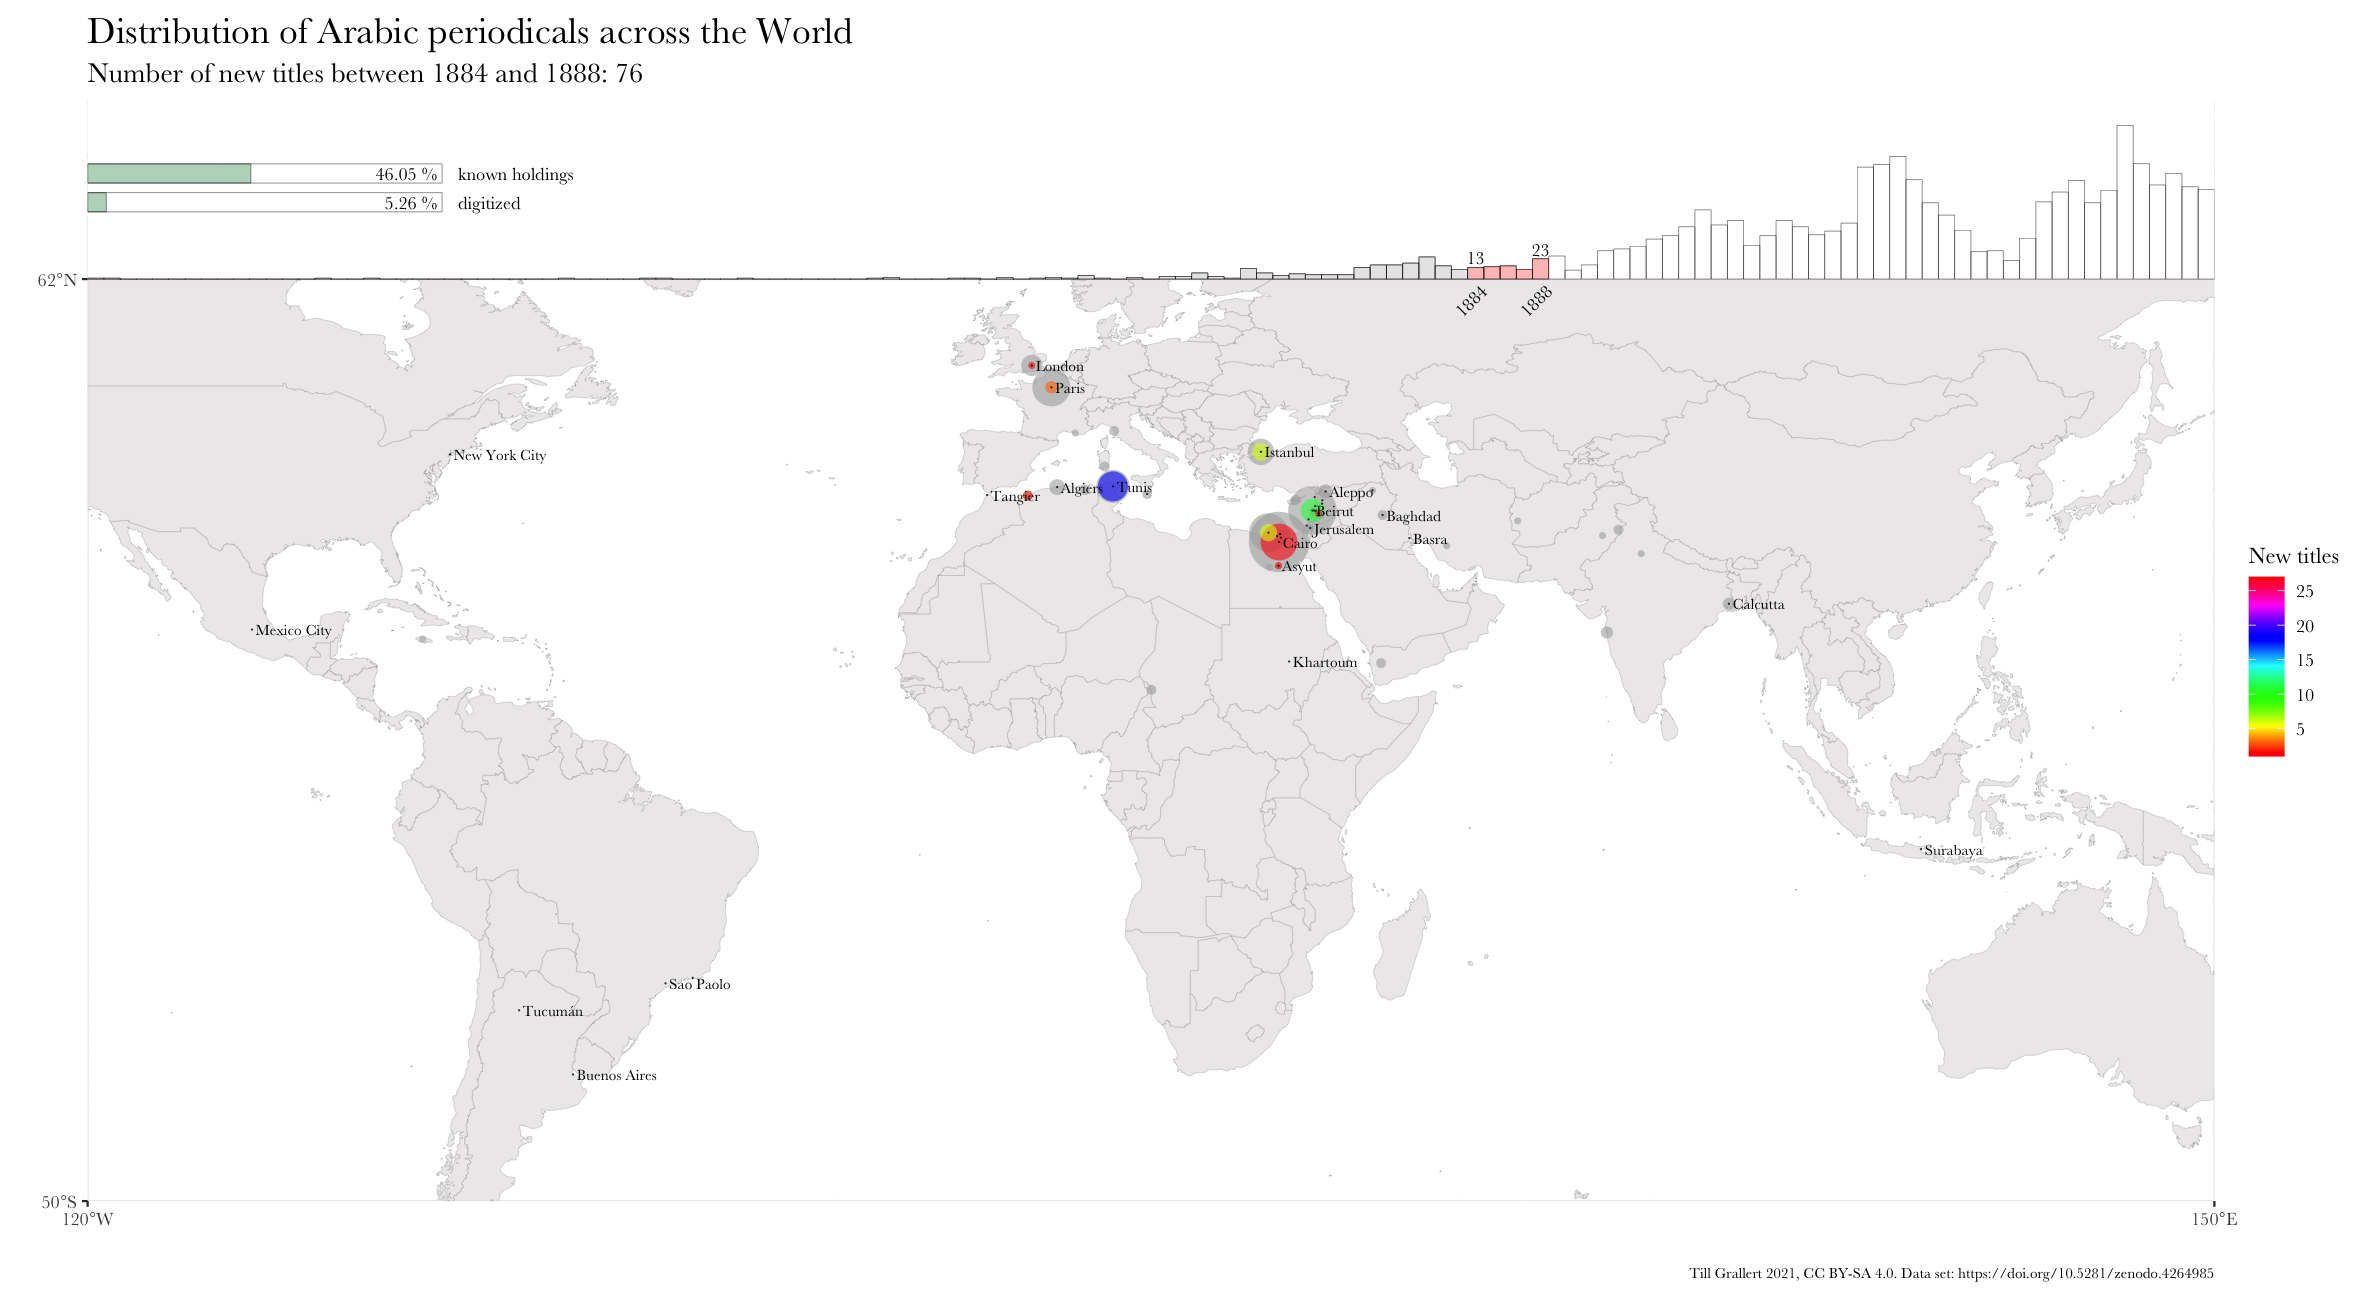 Distribution of Arabic periodicals across the World
Number of new titles between 1884 and 1888: 76
46.05 % known holdings
5.26 % digitized
13
23
62°N
1884
1888
London
Paris
New York City
Istanbul
Tangier
Algiers
Tunis
Aleppo
Beirut
Baghdad
Jerusalem
Basra
Cairo
Asyut
New titles
25
20
15
10
5
Calcutta
Mexico City
Khartoum
Surabaya
Sao Paolo
Tucumán
Buenos Aires
50°S
120°W
150°E
Till Grallert 2021, CC BY-SA 4.0. Data set: https://doi.org/10.5281/zenodo.4264985